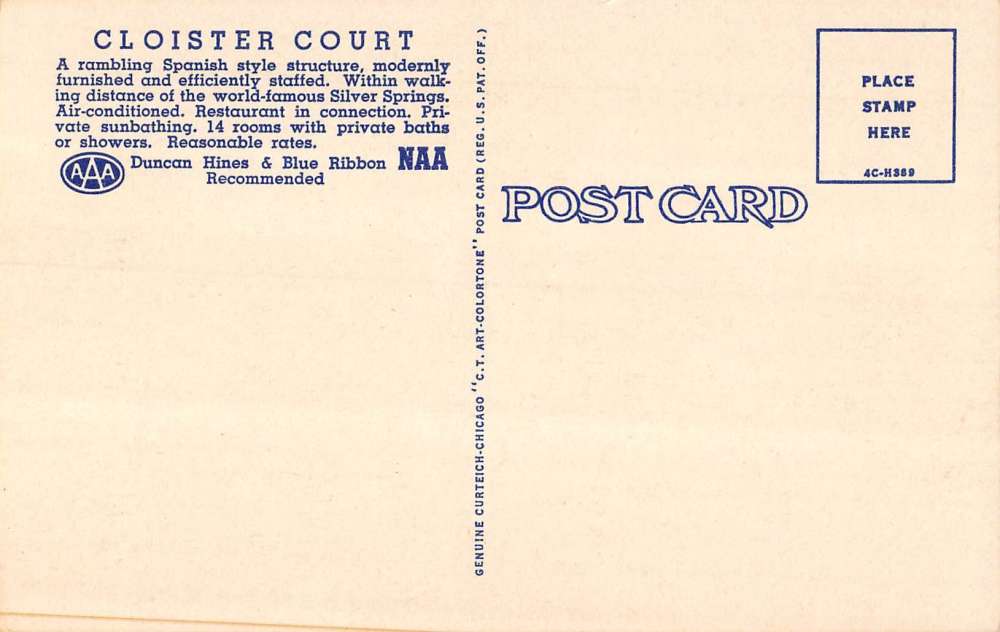 CLOISTER COURT
A rambling Spanish style structure, modernly
furnished and efficiently staffed. Within walk-
ing distance of the world-famous Silver Springs.
Air-conditioned. Restaurant in connection. Pri-
vate sunbathing. 14 rooms with private baths
or showers. Reasonable rates.
AAA
Duncan Hines & Blue Ribbon NAA
Recommended
GENUINE CURTEICH-CHICAGO "C.T. ART-COLORTONE" POST CARD (REG. U.S. PAT. OFF.)
POST CARD
PLACE
STAMP
HERE
4C-H389